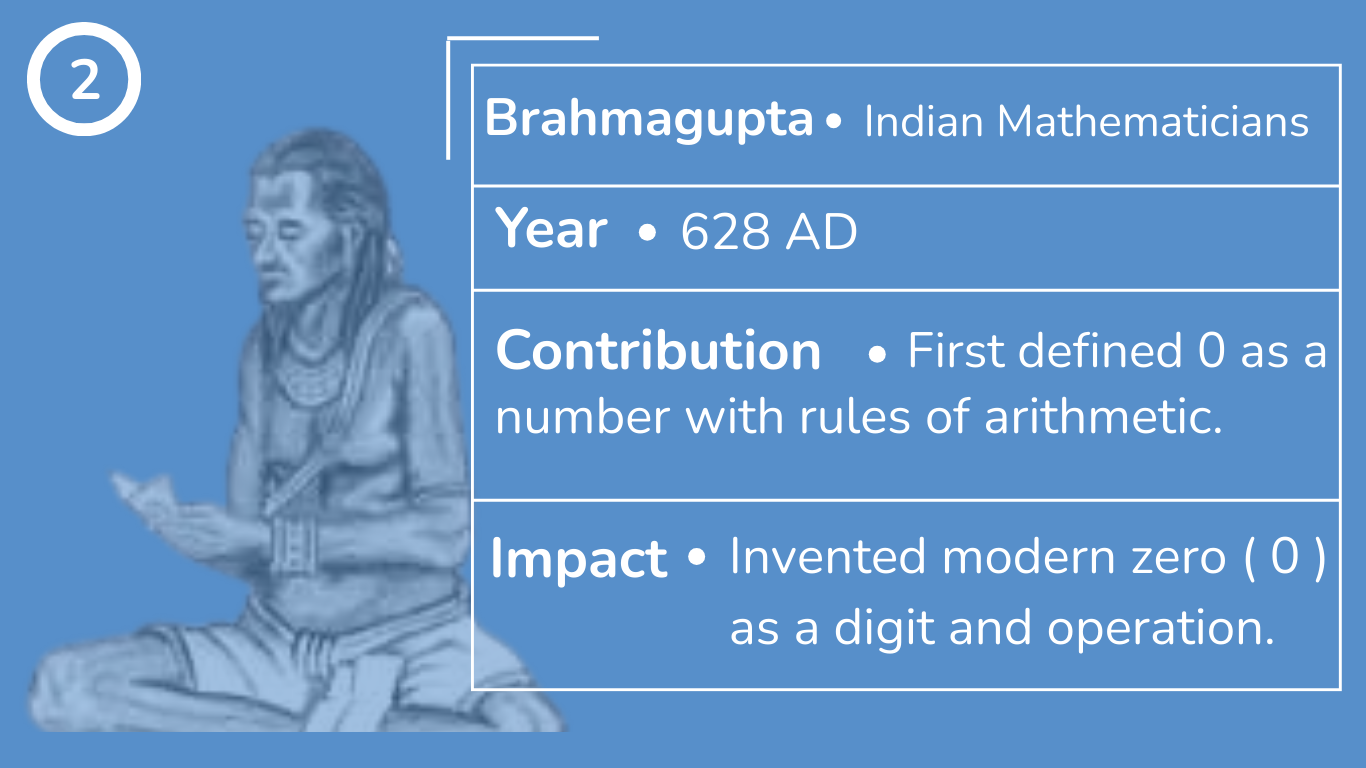 2
Brahmagupta • Indian Mathematicians
Year • 628 AD
Contribution • First defined 0 as a
number with rules of arithmetic.
Impact • Invented modern zero ( 0 )
as a digit and operation.